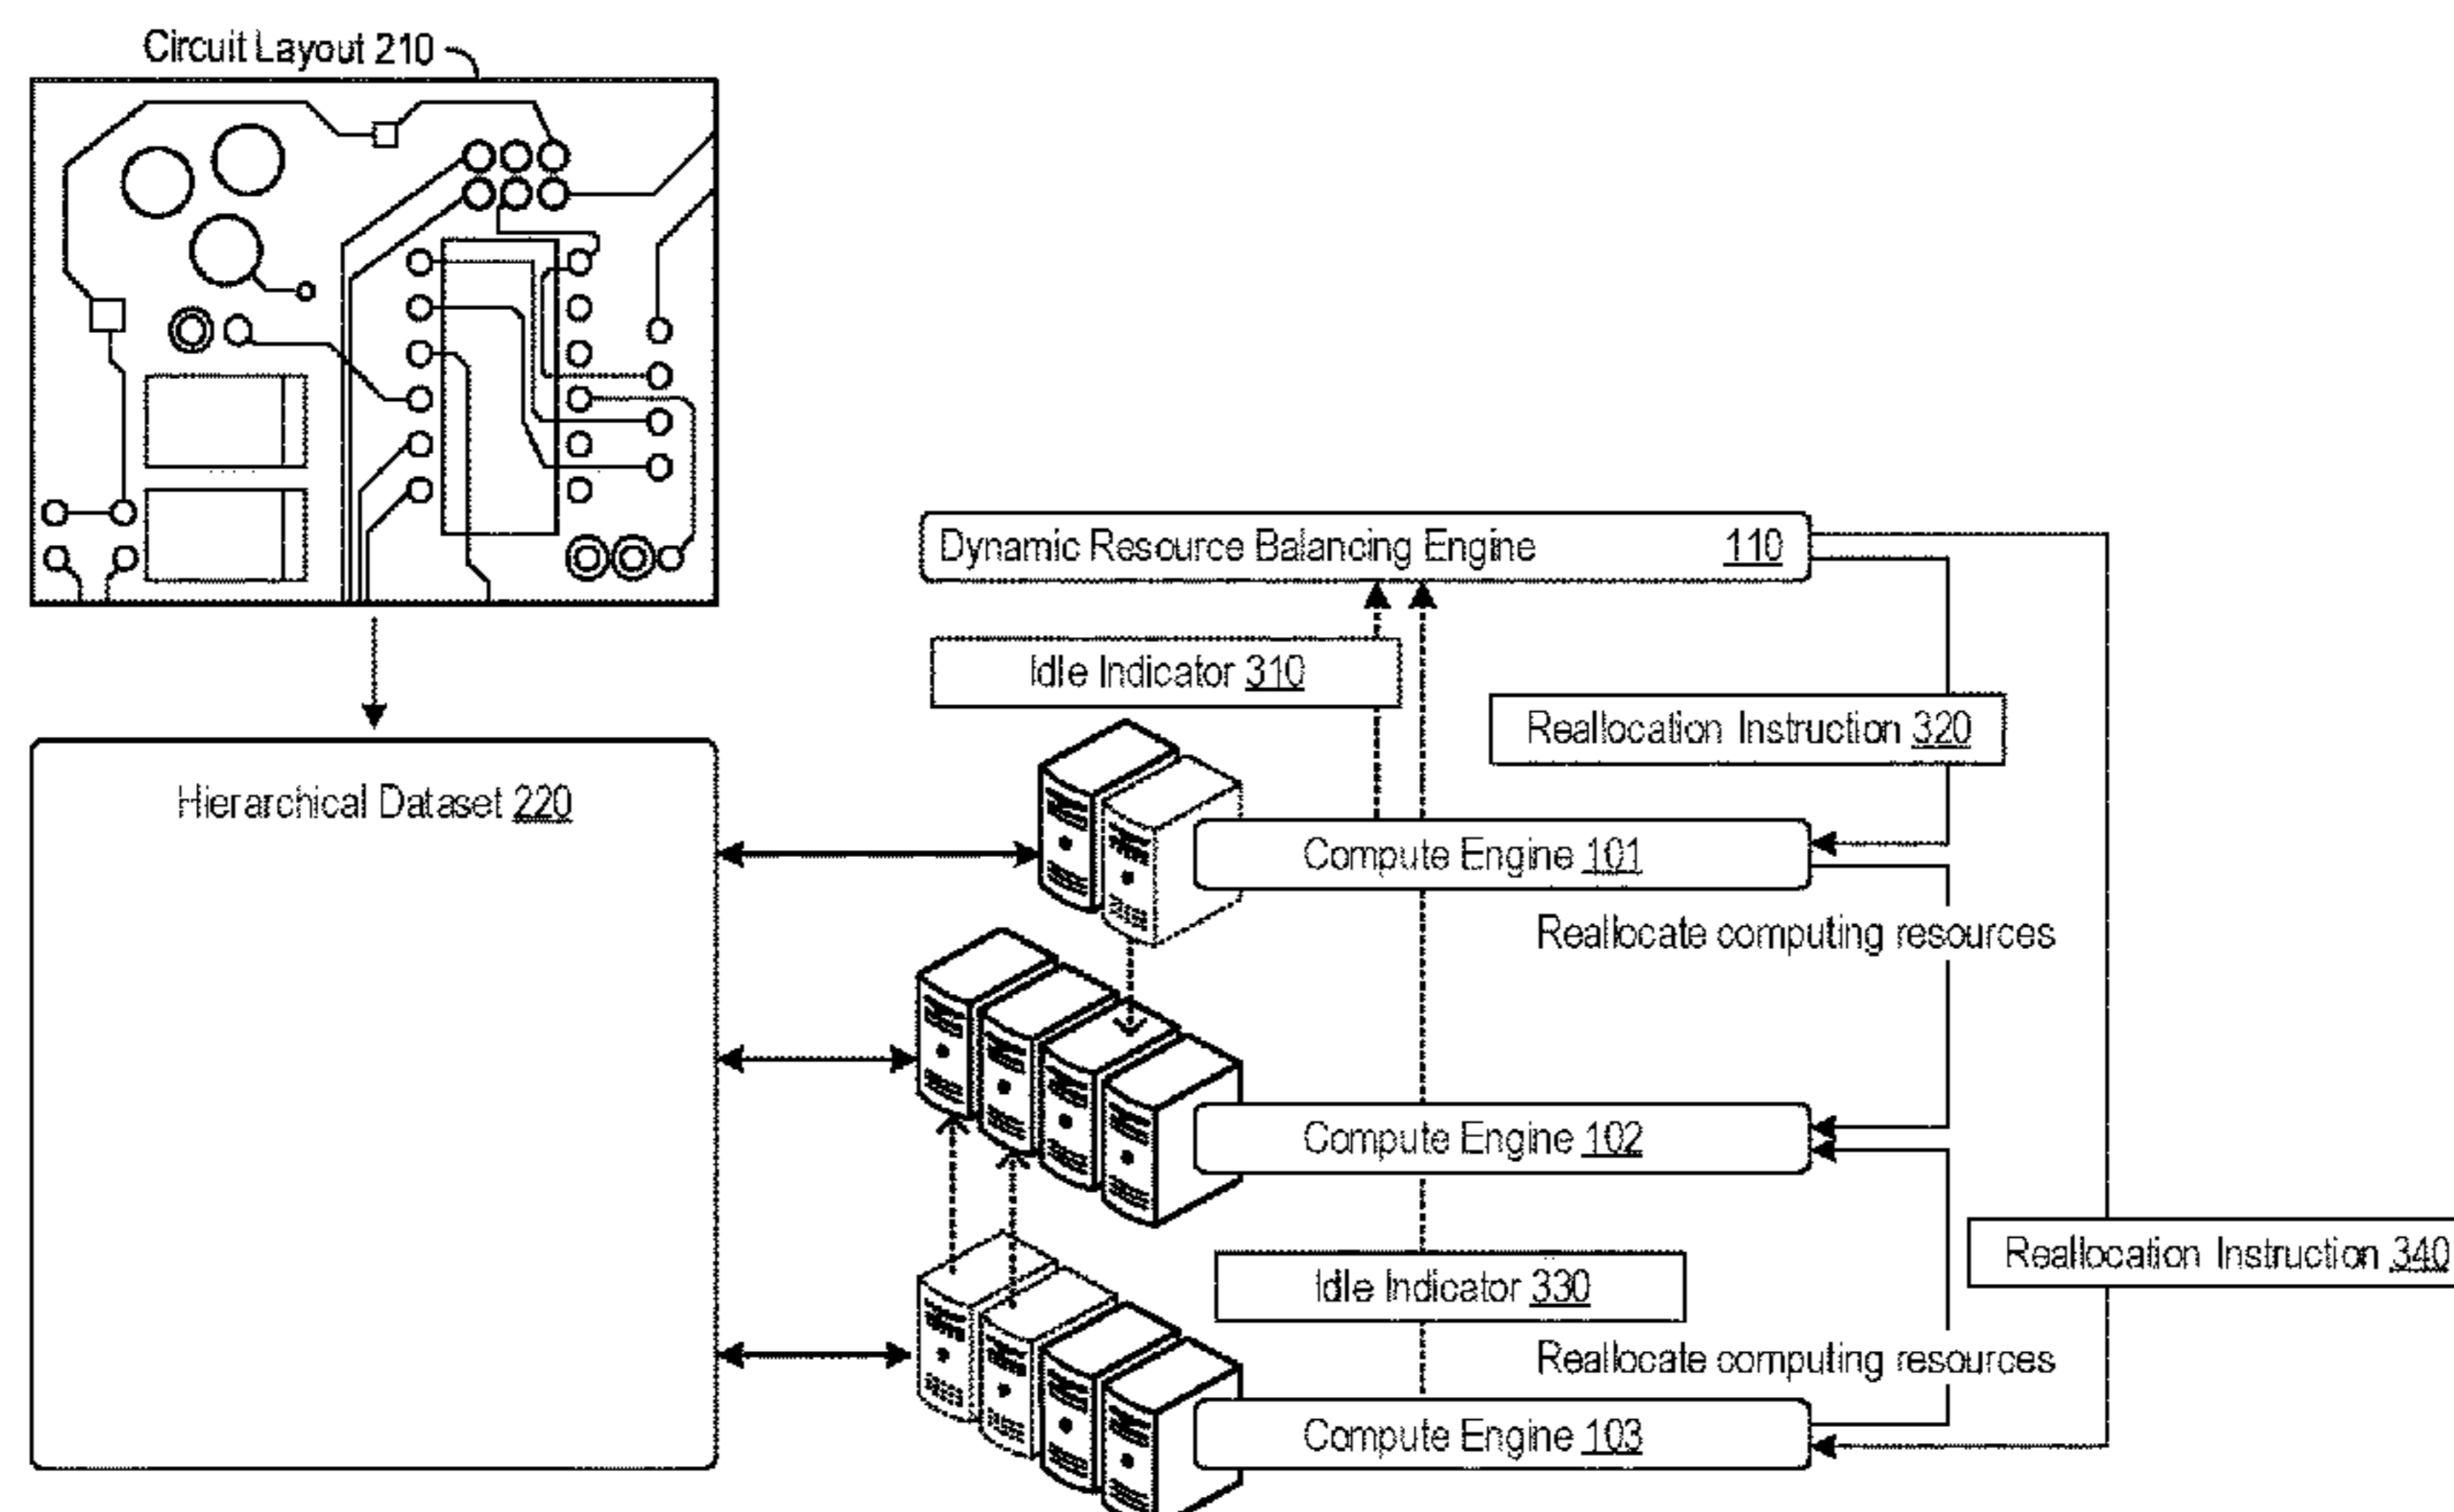 Circuit Layout 210
Dynamic Resource Balancing Engine 110
Idle Indicator 310
Reallocation Instruction 320
Hierarchical Dataset 220
Compute Engine 101
Reallocate computing resources
Compute Engine 102
Reallocation Instruction 340
Idle Indicator 330
Reallocate computing resources
Compute Engine 103